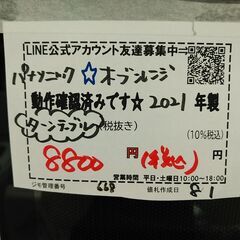 LINE公式アカウント友達募集中
パナソニック☆オーブンレンジ
動作確認済みです☆2021年製
ターンテーブル(税抜き)
(10%税込)
8800円(税込)円
営業時間 平日・土曜日10:00~18:00
ジモ管理番号 668 値札作成日 8-1